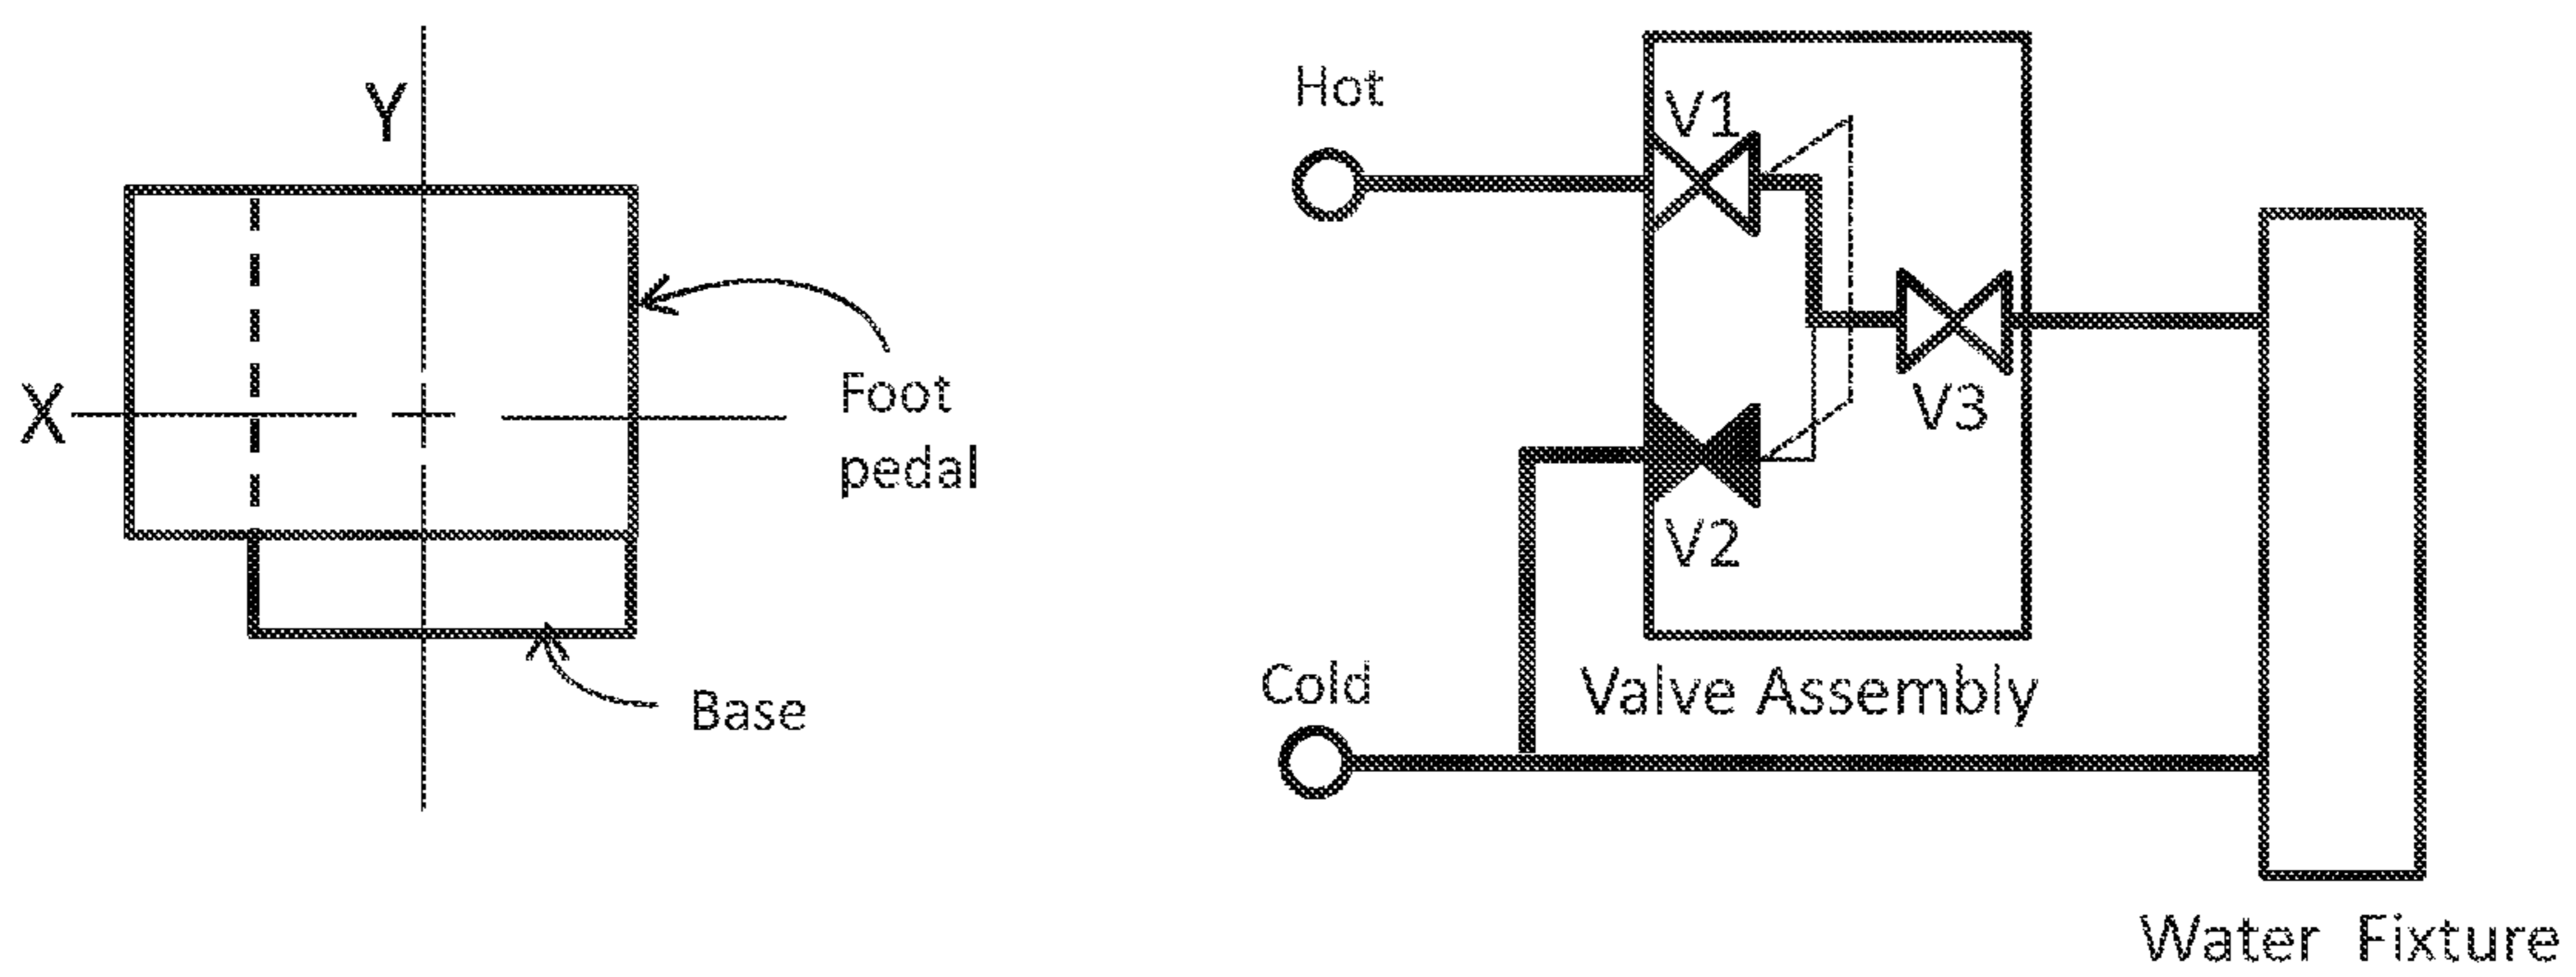 Y
X
Foot
pedal
Base
Hot
V1
V3
V2
Cold
Valve Assembly
Water Fixture